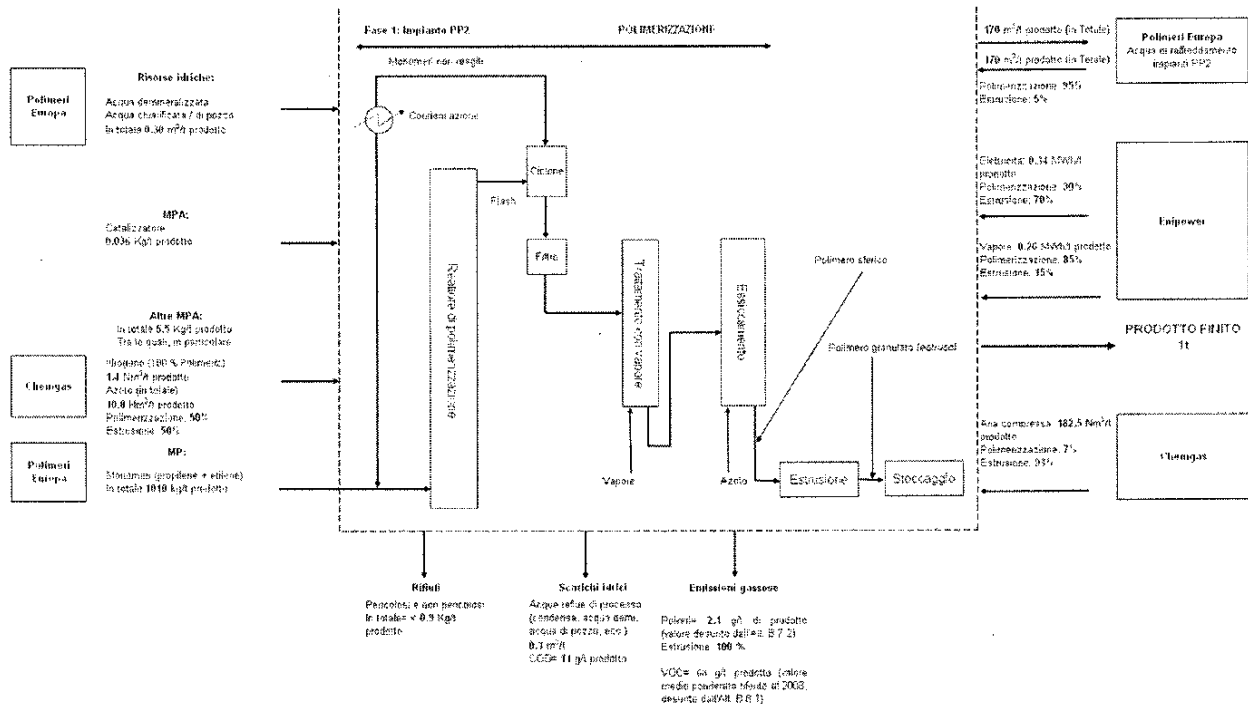 Fase 1: Impianto PP2
POLIMERIZZAZIONE
Monomeri non reagiti
Condensazione
Ciclone
Flash
Filtro
Reattore di polimerizzazione
Trattamento con vapore
Essiccamento
Vapore
Azoto
Polimero sferico
Polimero granulato (estruso)
Estrusione
Stoccaggio
Polimeri
Europa
Risorse idriche:
Acqua demineralizzata
Acqua chiarificata / di pozzo
In totale 0.30 m³/t prodotto
MPA:
Catalizzatore
0.036 Kg/t prodotto
Altre MPA:
In totale 5.5 Kg/t prodotto
Tra le quali, in particolare
Chemgas
Idrogeno (100 % Polimeriz)
Nm³/t prodotto
Azoto (in totale)
10.8 Nm³/t prodotto
Polimerizzazione: 50%
Estrusione: 50%
Polimeri
Europa
MP:
Monomeri (propilene + etilene)
In totale 1010 kg/t prodotto
170 m³/t prodotto (in Totale)
170 m³/t prodotto (in Totale)
Polimerizzazione: 95%
Estrusione: 5%
Polimeri Europa
Acqua di raffreddamento
impianti PP2
Elettricità: 0.34 MWh/t
prodotto
Polimerizzazione: 30%
Estrusione: 70%
Enipower
Vapore: 0.26 MWh/t prodotto
Polimerizzazione: 85%
Estrusione: 15%
PRODOTTO FINITO
1t
Aria compressa: 182.5 Nm³/t
prodotto
Polimerizzazione: 7%
Estrusione: 93%
Chemgas
Rifiuti
Pericolosi e non pericolosi
In totale= < 0.9 Kg/t
prodotto
Scarichi idrici
Acque reflue di processo
(condense, acqua demi,
acqua di pozzo, ecc.)
m³/t
COD= 11 g/t prodotto
Emissioni gassose
Polveri= 2.1 g/t di prodotto
(valore desunto dall'All. B.7.2)
Estrusione: 100 %
VOC= g/t prodotto (valore
medio ponderato riferito al
desunto dall'All. B.8.1)